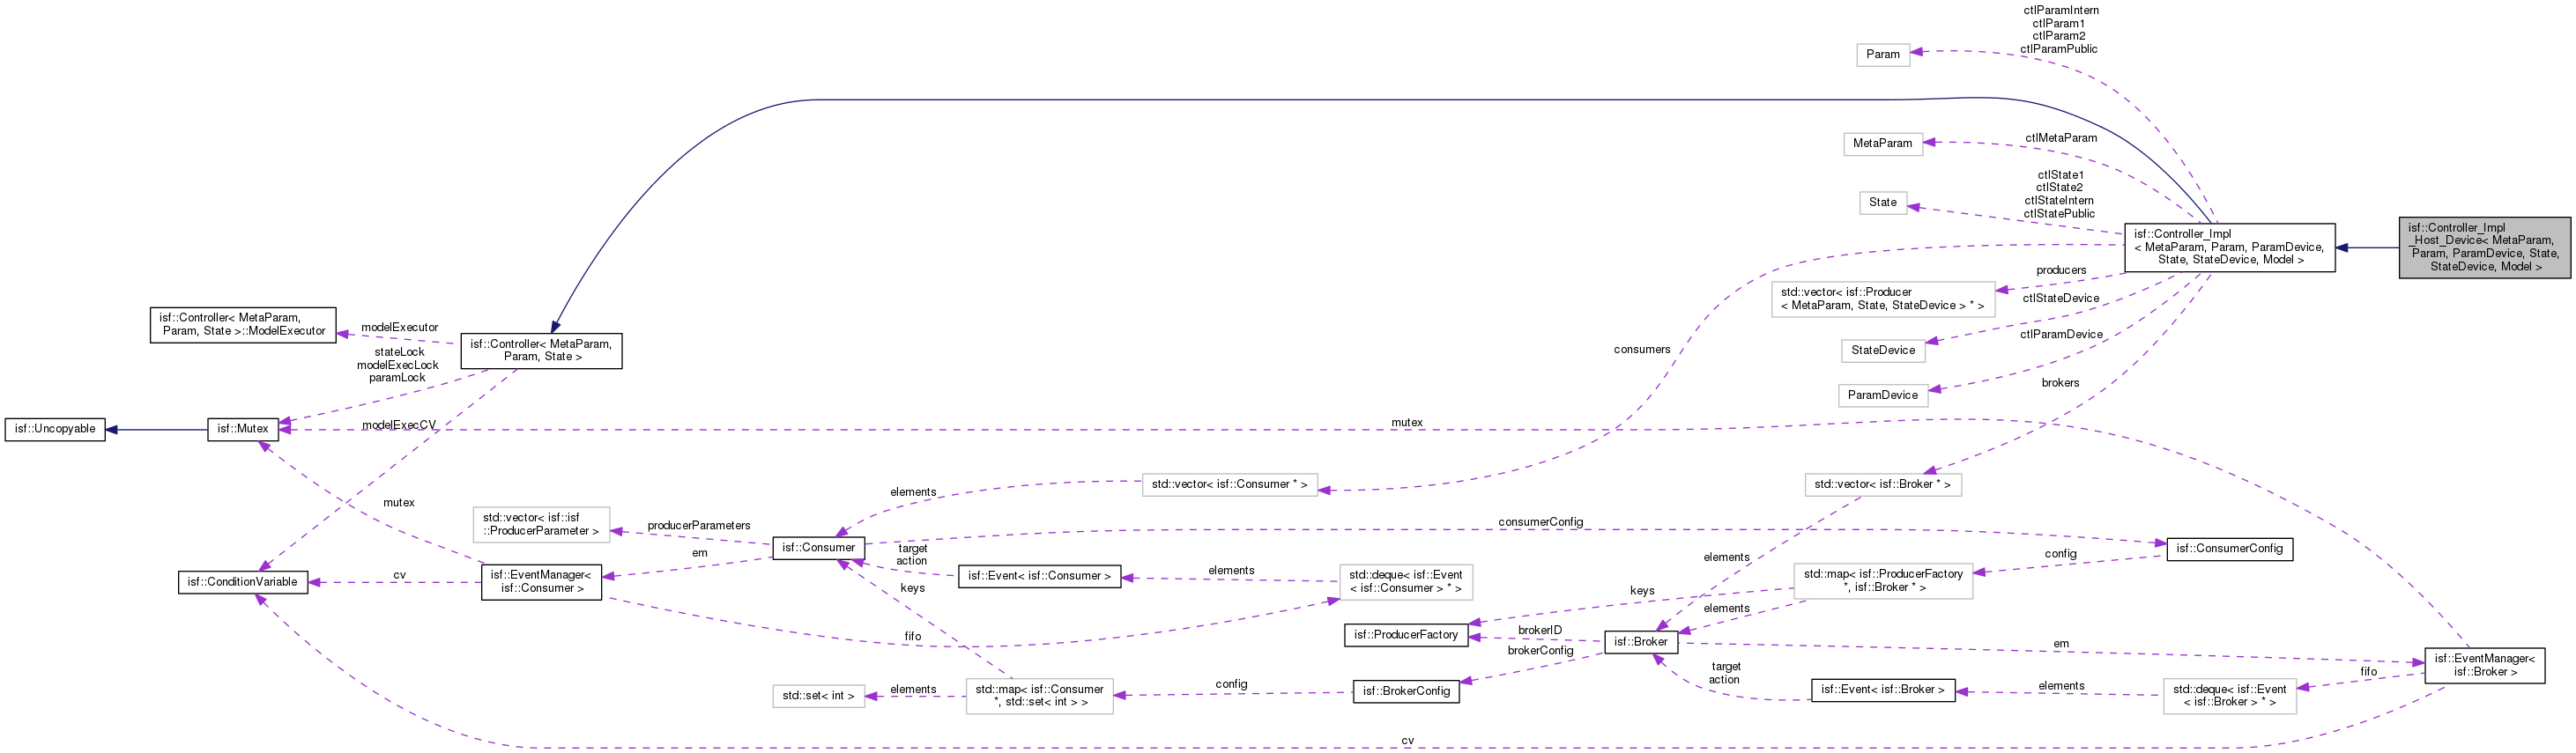 ctlParamIntern
ctlParam1
ctlParam2
ctlParamPublic
Param
ctlMetaParam
MetaParam
ctlState1
ctlState2
ctlStateIntern
ctlStatePublic
State
isf::Controller_Impl
< MetaParam, Param, ParamDevice,
State, StateDevice, Model >
isf::Controller_Impl
_Host_Device< MetaParam,
Param, ParamDevice, State,
StateDevice, Model >
producers
std::vector< isf::Producer
< MetaParam, State, StateDevice > * >
ctlStateDevice
StateDevice
ctlParamDevice
ParamDevice
brokers
consumers
isf::Controller< MetaParam,
Param, State >::ModelExecutor
modelExecutor
isf::Controller< MetaParam,
Param, State >
stateLock
modelExecLock
paramLock
isf::Uncopyable
isf::Mutex
modelExecCV
mutex
std::vector< isf::Consumer * >
std::vector< isf::Broker * >
elements
mutex
std::vector< isf::isf
::ProducerParameter >
producerParameters
consumerConfig
isf::Consumer
isf::ConsumerConfig
em
target
action
config
isf::ConditionVariable
cv
isf::EventManager<
isf::Consumer >
isf::Event< isf::Consumer >
elements
std::deque< isf::Event
< isf::Consumer > * >
elements
std::map< isf::ProducerFactory
*, isf::Broker * >
keys
keys
elements
fifo
isf::ProducerFactory
brokerID
brokerConfig
isf::Broker
em
isf::EventManager<
isf::Broker >
std::set< int >
elements
std::map< isf::Consumer
*, std::set< int > >
config
isf::BrokerConfig
target
action
isf::Event< isf::Broker >
elements
std::deque< isf::Event
< isf::Broker > * >
fifo
cv